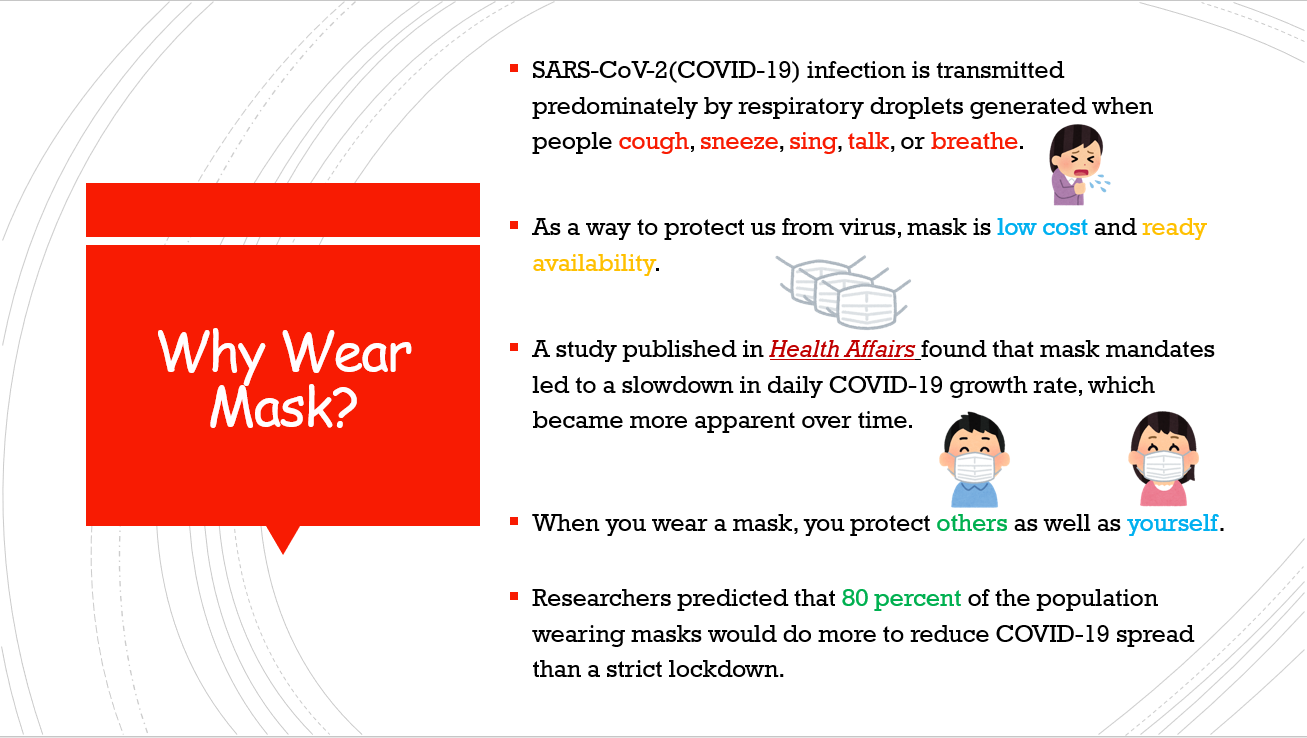 Why Wear
Mask?
SARS-CoV-2(COVID-19) infection is transmitted
predominately by respiratory droplets generated when
people cough, sneeze, sing, talk, or breathe.
As a way to protect us from virus, mask is low cost and ready
availability.
A study published in Health Affairs found that mask mandates
led to a slowdown in daily COVID-19 growth rate, which
became more apparent over time.
When you wear a mask, you protect others as well as yourself.
Researchers predicted that 80 percent of the population
wearing masks would do more to reduce COVID-19 spread
than a strict lockdown.